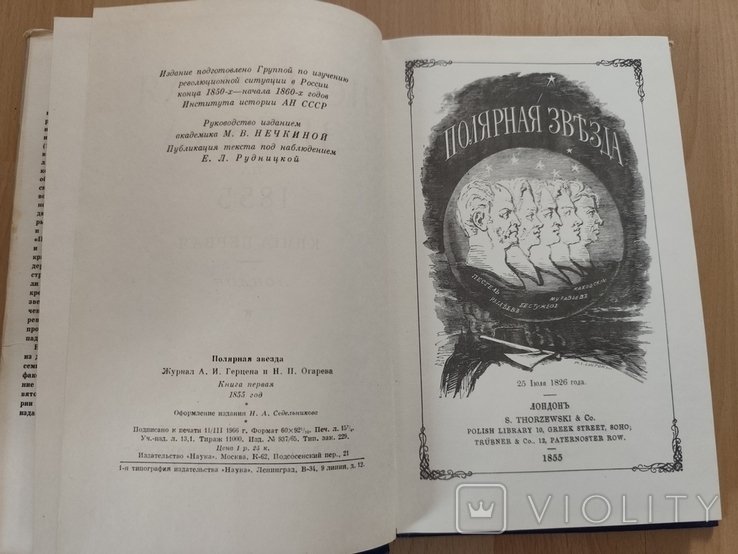 Издание подготовлено Группой по изучению
революционной ситуации в России
конца 1850-х—начала 1860-х годов
Института истории АН СССР
Руководство изданием
академика М. В. НЕЧКИНОЙ
Публикация текста под наблюдением
Е. Л. Рудницкой
Полярная звезда
Журнал А. И. Герцена и Н. П. Огарева
Книга первая
1855 год
*
Оформление издания Н. А. Седельникова
*
Подписано к печати 11/III 1966 г. Формат 60×92¹/₁₆. Печ. л. 15¹/₄.
Уч.-изд. л. 13,1. Тираж 11000. Изд. № 937/65. Тип. зак. 229.
Цена 1 р. 25 к.
Издательство «Наука». Москва, К-62, Подсосенский пер., 21
1-я типография издательства «Наука». Ленинград, В-34, 9 линия, д. 12
ПОЛЯРНАЯ ЗВѢЗДА
ПЕСТЕЛЬ
РЫЛѢЕВЪ
БЕСТУЖЕВЪ
МУРАВЬЕВЪ
КАХОВСКІЙ
25 Іюля 1826 года.
ЛОНДОНЪ
S. THORZEWSKI & Co.
POLISH LIBRARY 10, GREEK STREET, SOHO;
TRÜBNER & Co., 12, PATERNOSTER ROW.
1855
VIOLITY